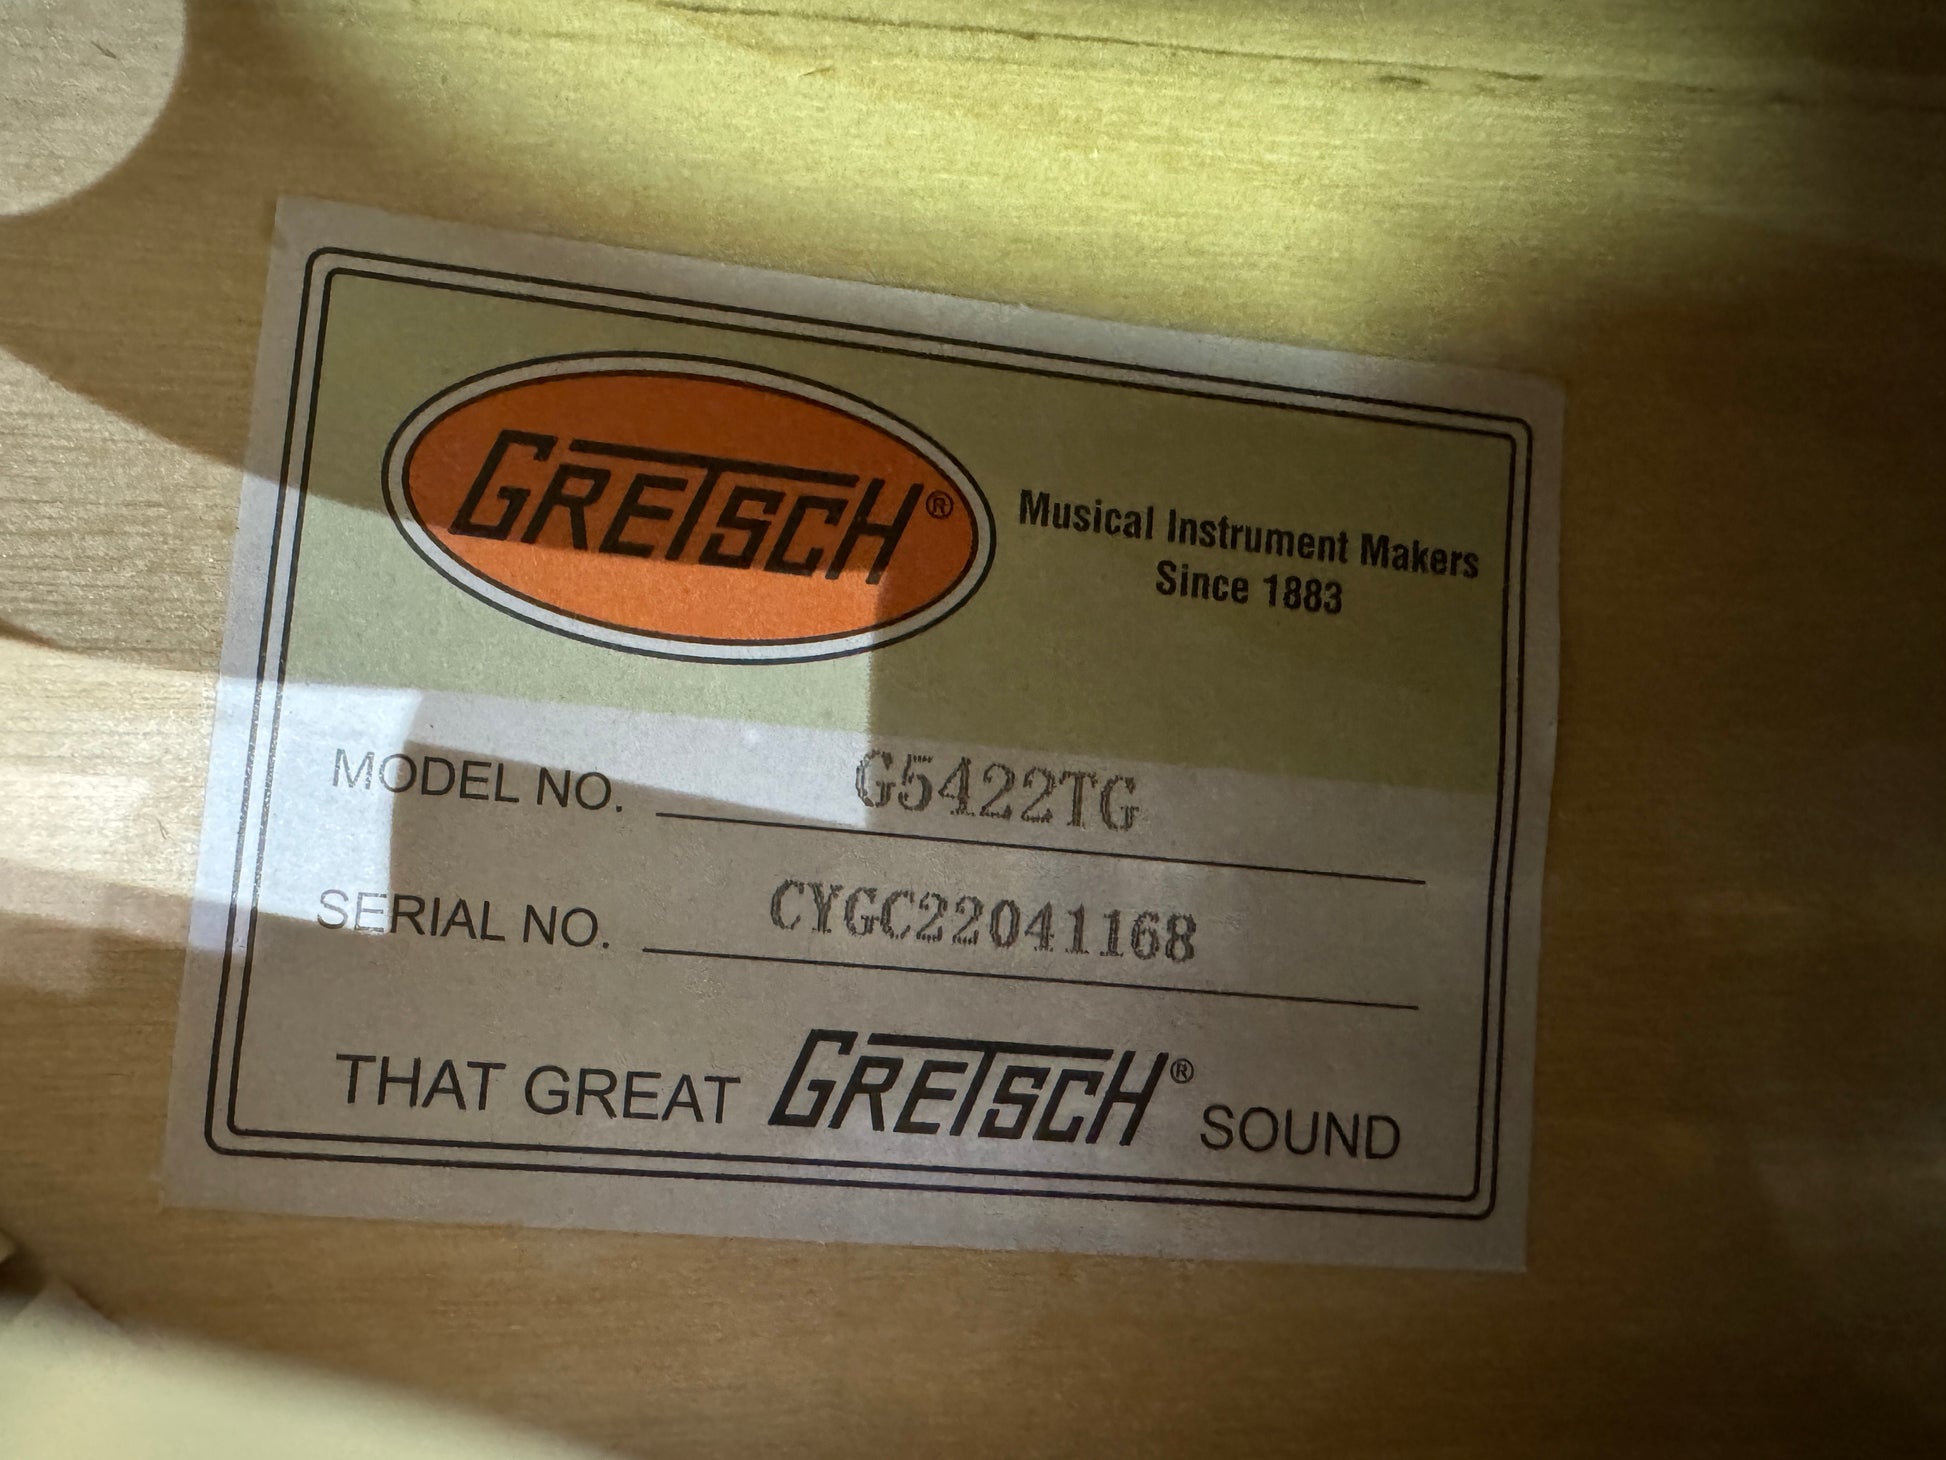 GRETSCH®
Musical Instrument Makers
Since 1883
MODEL NO. G5422TG
SERIAL NO. CYGC22041168
THAT GREAT GRETSCH® SOUND